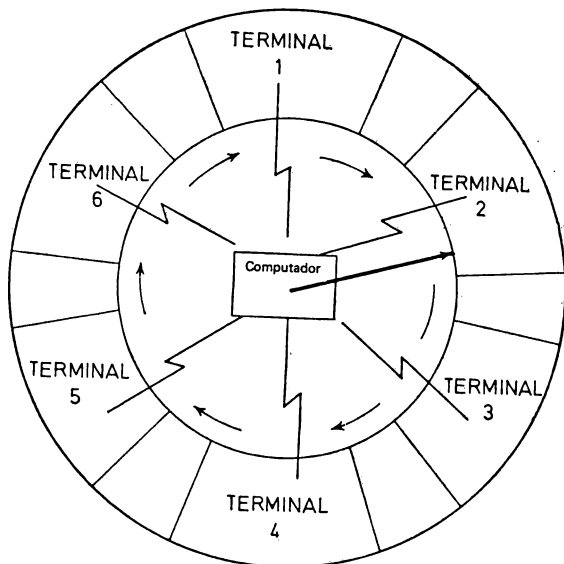 TERMINAL
1
TERMINAL
2
TERMINAL
3
TERMINAL
4
TERMINAL
5
TERMINAL
6
Computador